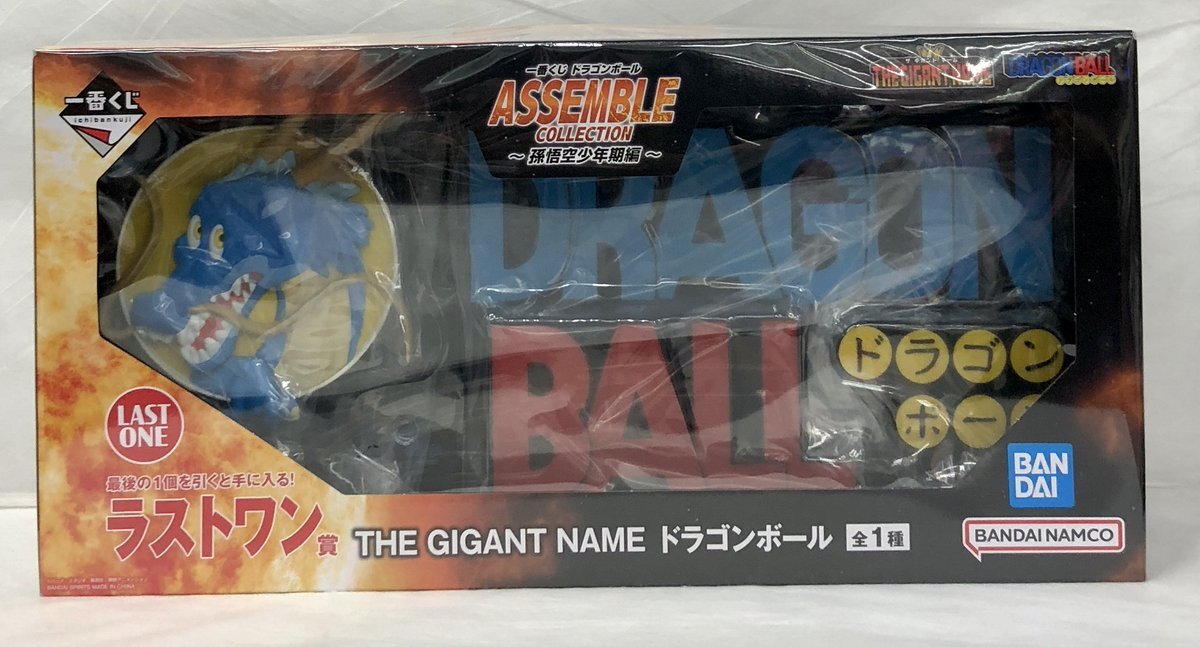 一番くじ
ichibankuji
一番くじ ドラゴンボール
ASSEMBLE
COLLECTION
～ 孫悟空少年期編 ～
THE GIGANT NAME
DRAGON BALL
DRAGON
BALL
ドラゴン
ボー
LAST
ONE
最後の1個を引くと手に入る!
ラストワン賞
THE GIGANT NAME ドラゴンボール 全1種
BAN
DAI
BANDAI NAMCO
BANDAI SPIRITS MADE IN CHINA